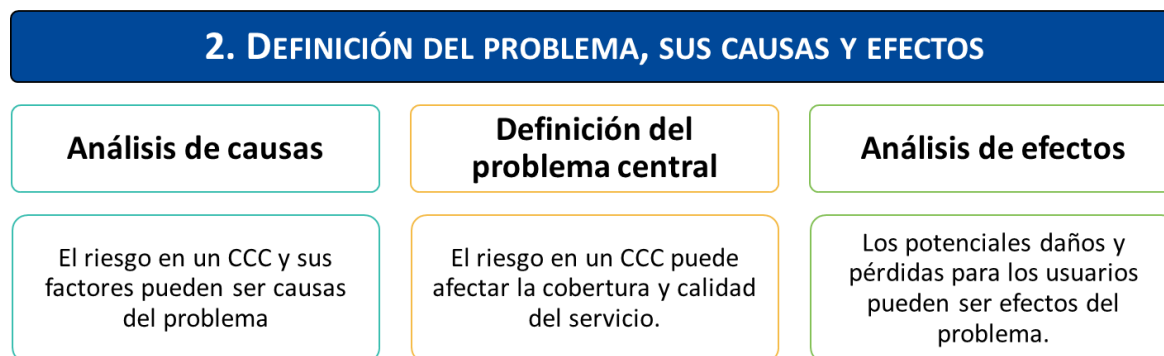 2. Definición del problema, sus causas y efectos
Análisis de causas
Definición del
problema central
Análisis de efectos
El riesgo en un CCC y sus
factores pueden ser causas
del problema
El riesgo en un CCC puede
afectar la cobertura y calidad
del servicio.
Los potenciales daños y
pérdidas para los usuarios
pueden ser efectos del
problema.